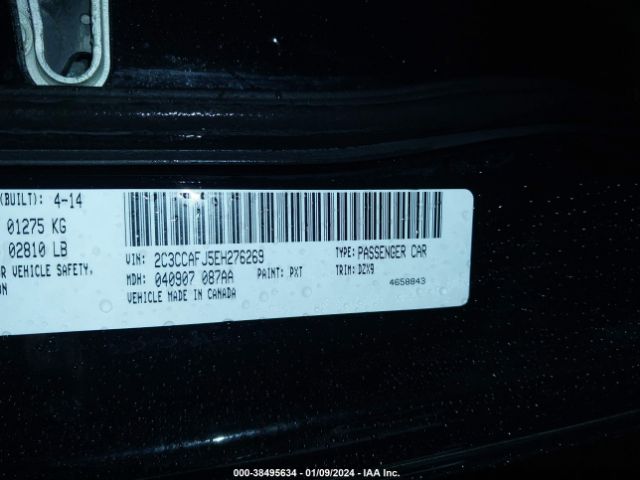 (BUILT): 4-14
01275 KG
02810 LB
VEHICLE SAFETY,
VIN: 2C3CCAFJ5EH276269 TYPE: PASSENGER CAR
MDH: 040907 087AA PAINT: PXT TRIM: DZX9
VEHICLE MADE IN CANADA 4658843
000-38495634 | 01/09/2024 | IAA Inc.